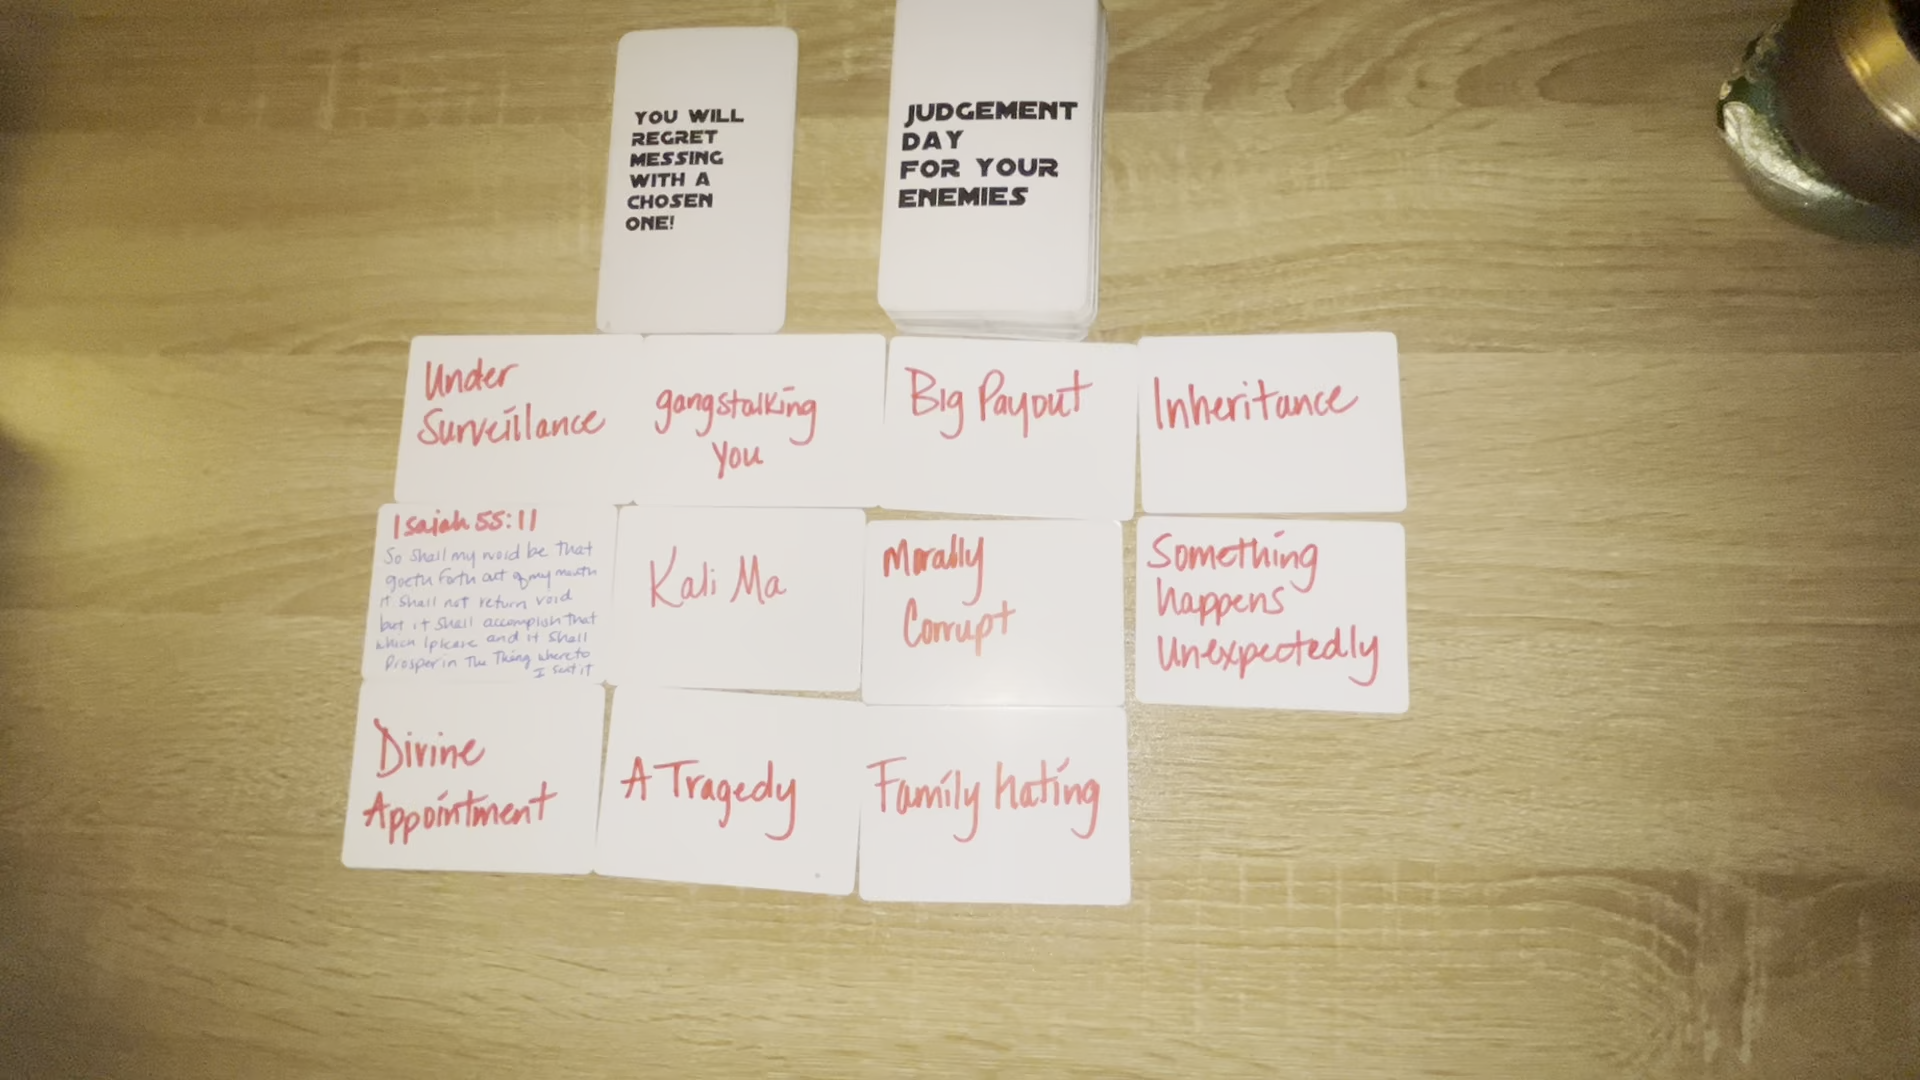 YOU WILL
REGRET
MESSING
WITH A
CHOSEN
ONE!
JUDGEMENT
DAY
FOR YOUR
ENEMIES
Under
Surveillance
gangstalking
You
Big Payout
Inheritance
Isaiah 55:11
So shall my word be that
goeth forth out of my mouth
it shall not return void
but it shall accomplish that
which I please and it shall
Prosper in The Thing whereto
I sent it
Kali Ma
Morally
Corrupt
Something
happens
Unexpectedly
Divine
Appointment
A Tragedy
Family hating